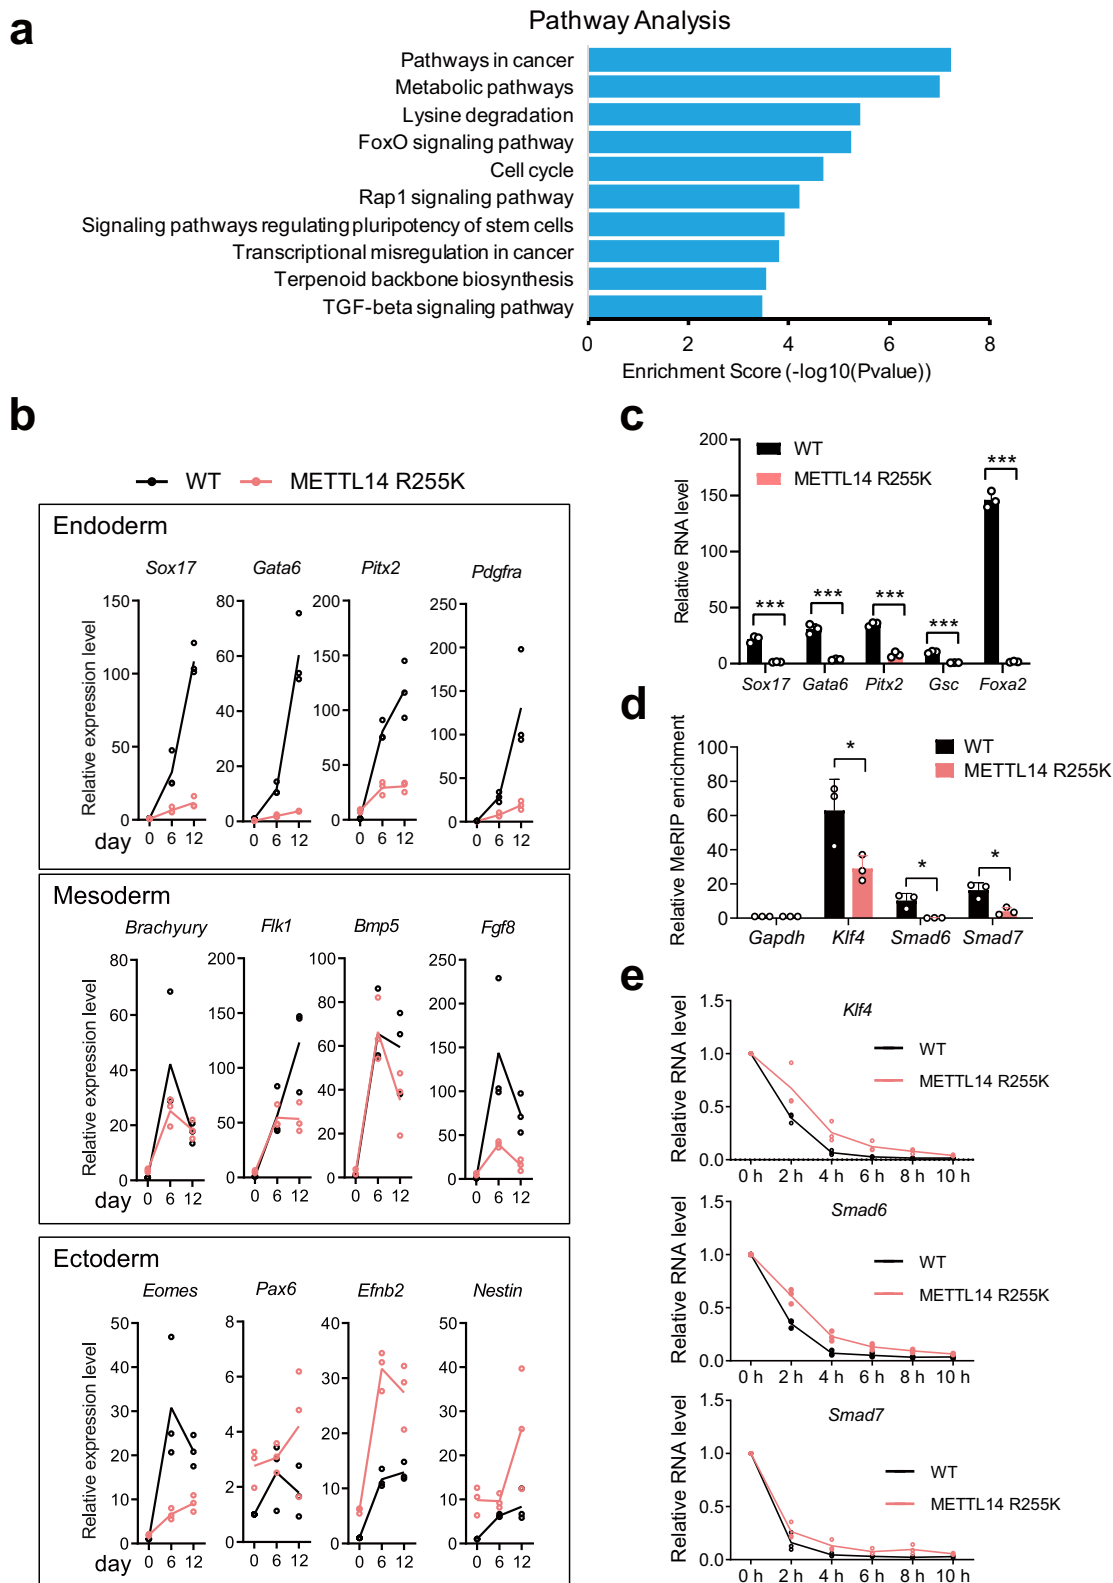 a
Pathway Analysis
Pathways in cancer
Metabolic pathways
Lysine degradation
FoxO signaling pathway
Cell cycle
Rap1 signaling pathway
Signaling pathways regulating pluripotency of stem cells
Transcriptional misregulation in cancer
Terpenoid backbone biosynthesis
TGF-beta signaling pathway
0 2 4 6 8
Enrichment Score (-log10(Pvalue))
b
WT METTL14 R255K
Endoderm
Sox17 Gata6 Pitx2 Pdgfra
Relative expression level
150 100 50 0
80 60 40 20 0
200 150 100 50 0
250 200 150 100 50 0
day 0 6 12 0 6 12 0 6 12 0 6 12
Mesoderm
Brachyury Flk1 Bmp5 Fgf8
Relative expression level
80 60 40 20 0
200 150 100 50 0
100 80 60 40 20 0
250 200 150 100 50 0
day 0 6 12 0 6 12 0 6 12 0 6 12
Ectoderm
Eomes Pax6 Efnb2 Nestin
Relative expression level
50 40 30 20 10 0
8 6 4 2 0
40 30 20 10 0
50 40 30 20 10 0
day 0 6 12 0 6 12 0 6 12 0 6 12
c
Relative RNA level
200 150 100 50 0
WT
METTL14 R255K
*** *** *** *** ***
Sox17 Gata6 Pitx2 Gsc Foxa2
d
Relative MeRIP enrichment
100 80 60 40 20 0
WT
METTL14 R255K
* * *
Gapdh Klf4 Smad6 Smad7
e
Relative RNA level
1.5 1.0 0.5 0.0
Klf4
WT
METTL14 R255K
0 h 2 h 4 h 6 h 8 h 10 h
Relative RNA level
1.5 1.0 0.5 0.0
Smad6
WT
METTL14 R255K
0 h 2 h 4 h 6 h 8 h 10 h
Relative RNA level
1.5 1.0 0.5 0.0
Smad7
WT
METTL14 R255K
0 h 2 h 4 h 6 h 8 h 10 h